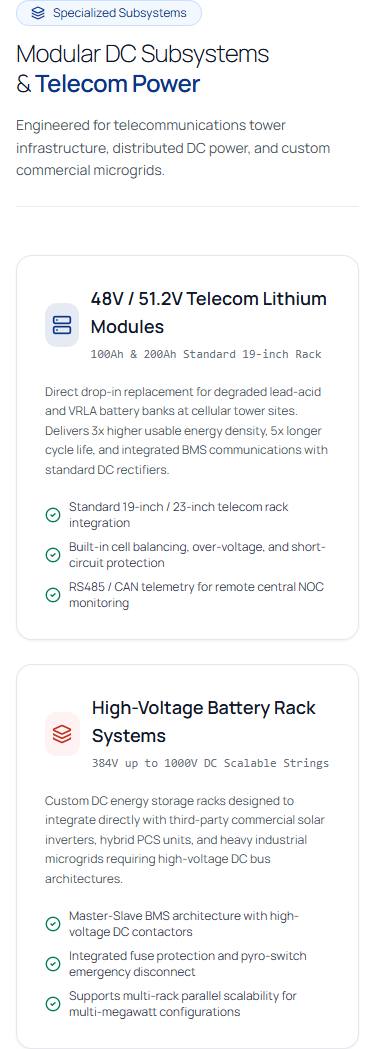 Specialized Subsystems
Modular DC Subsystems
& Telecom Power
Engineered for telecommunications tower
infrastructure, distributed DC power, and custom
commercial microgrids.
48V / 51.2V Telecom Lithium
Modules
100Ah & 200Ah Standard 19-inch Rack
Direct drop-in replacement for degraded lead-acid
and VRLA battery banks at cellular tower sites.
Delivers 3x higher usable energy density, 5x longer
cycle life, and integrated BMS communications with
standard DC rectifiers.
Standard 19-inch / 23-inch telecom rack
integration
Built-in cell balancing, over-voltage, and short-
circuit protection
RS485 / CAN telemetry for remote central NOC
monitoring
High-Voltage Battery Rack
Systems
384V up to 1000V DC Scalable Strings
Custom DC energy storage racks designed to
integrate directly with third-party commercial solar
inverters, hybrid PCS units, and heavy industrial
microgrids requiring high-voltage DC bus
architectures.
Master-Slave BMS architecture with high-
voltage DC contactors
Integrated fuse protection and pyro-switch
emergency disconnect
Supports multi-rack parallel scalability for
multi-megawatt configurations